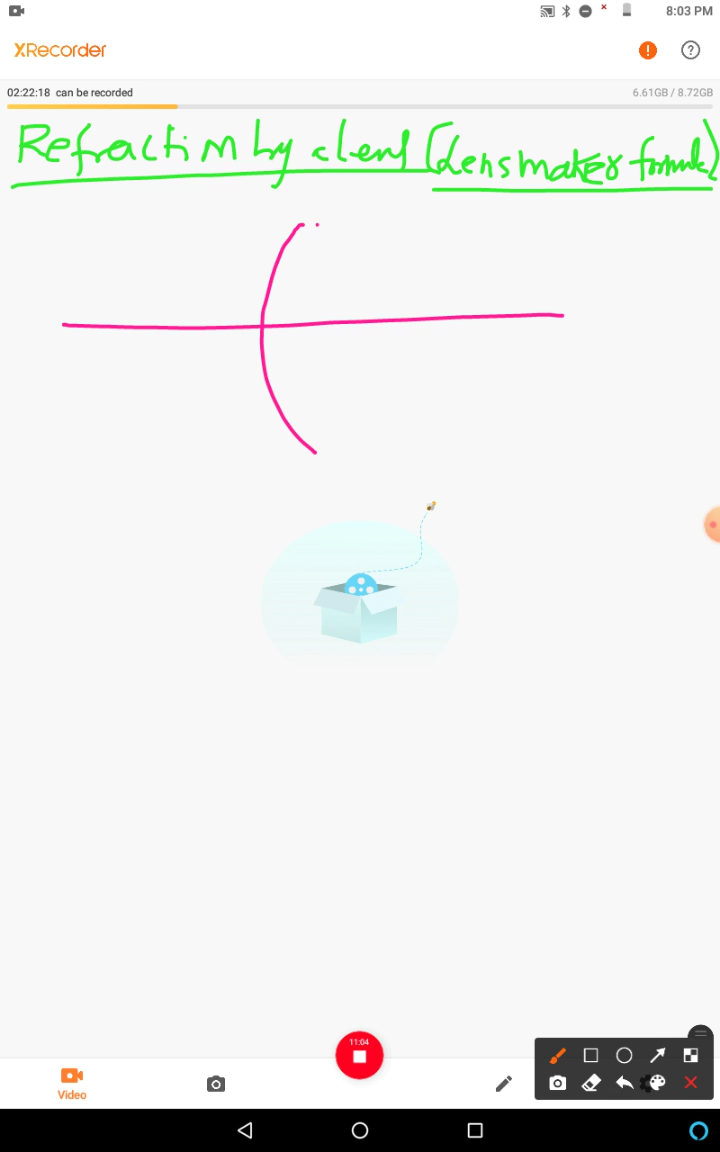 8:03 PM
XRecorder
02:22:18 can be recorded 6.61GB / 8.72GB
Refraction by a lens (Lens maker formula)
11:04
Video